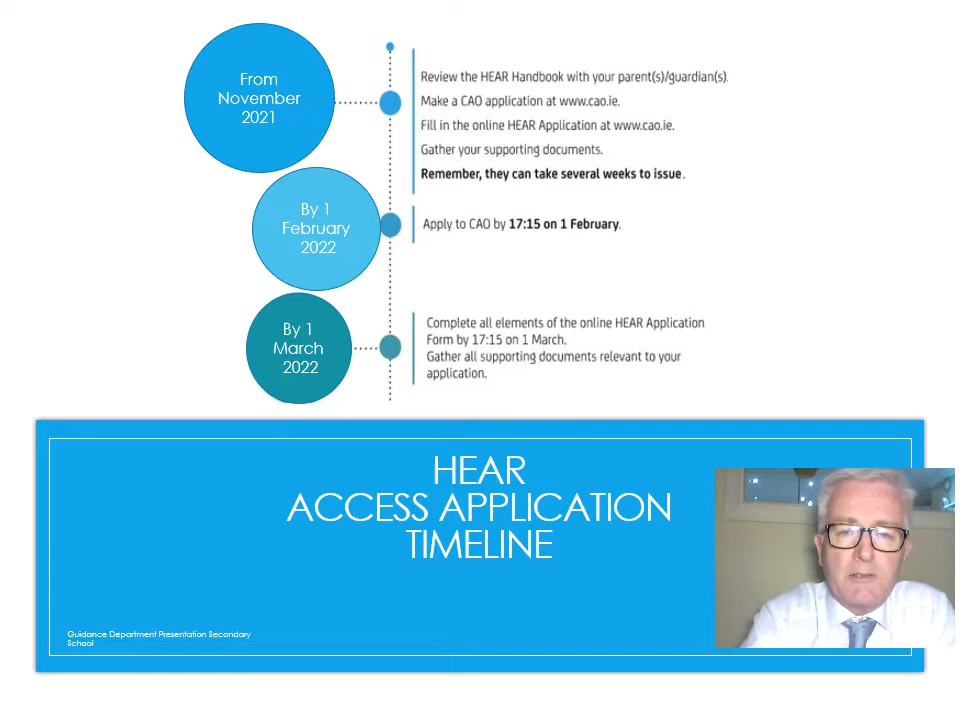 From
November
2021
Review the HEAR Handbook with your parent(s)/guardian(s).
Make a CAO application at www.cao.ie.
Fill in the online HEAR Application at www.cao.ie.
Gather your supporting documents.
Remember, they can take several weeks to issue.
By 1
February
2022
Apply to CAO by 17:15 on 1 February.
By 1
March
2022
Complete all elements of the online HEAR Application
Form by 17:15 on 1 March.
Gather all supporting documents relevant to your
application.
HEAR
ACCESS APPLICATION
TIMELINE
Guidance Department Presentation Secondary
School